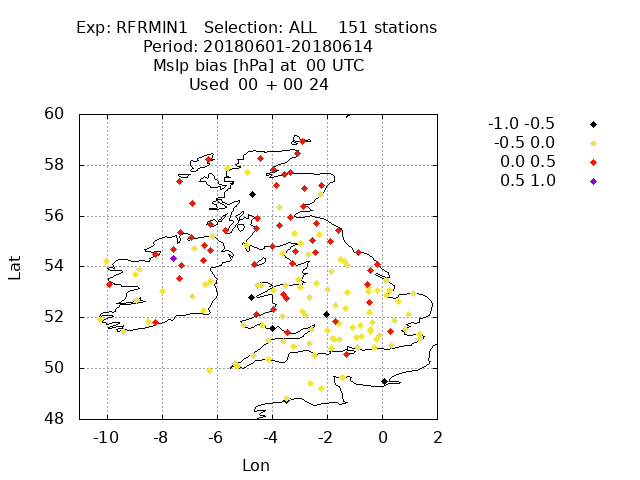 Exp: RFRMIN1 Selection: ALL 151 stations
Period: 20180601-20180614
Mslp bias [hPa] at 00 UTC
Used 00 + 00 24
-1.0 -0.5
-0.5 0.0
0.0 0.5
0.5 1.0
60
58
56
54
52
50
48
Lat
-10 -8 -6 -4 -2 0 2
Lon